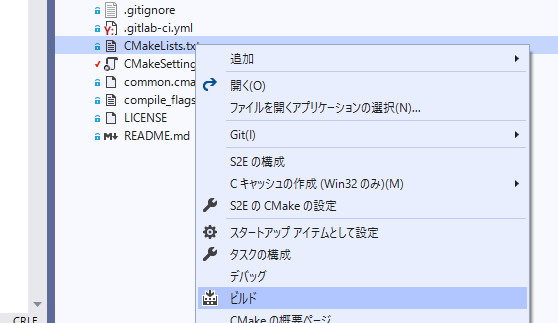 .gitignore
.gitlab-ci.yml
CMakeLists.txt
追加
CMakeSetting
開く(O)
common.cma
ファイルを開くアプリケーションの選択(N)...
compile_flags
LICENSE
Git(I)
README.md
S2E の構成
C キャッシュの作成 (Win32 のみ)(M)
S2E の CMake の設定
スタートアップ アイテムとして設定
タスクの構成
デバッグ
ビルド
CRLF
CMake の概要ページ